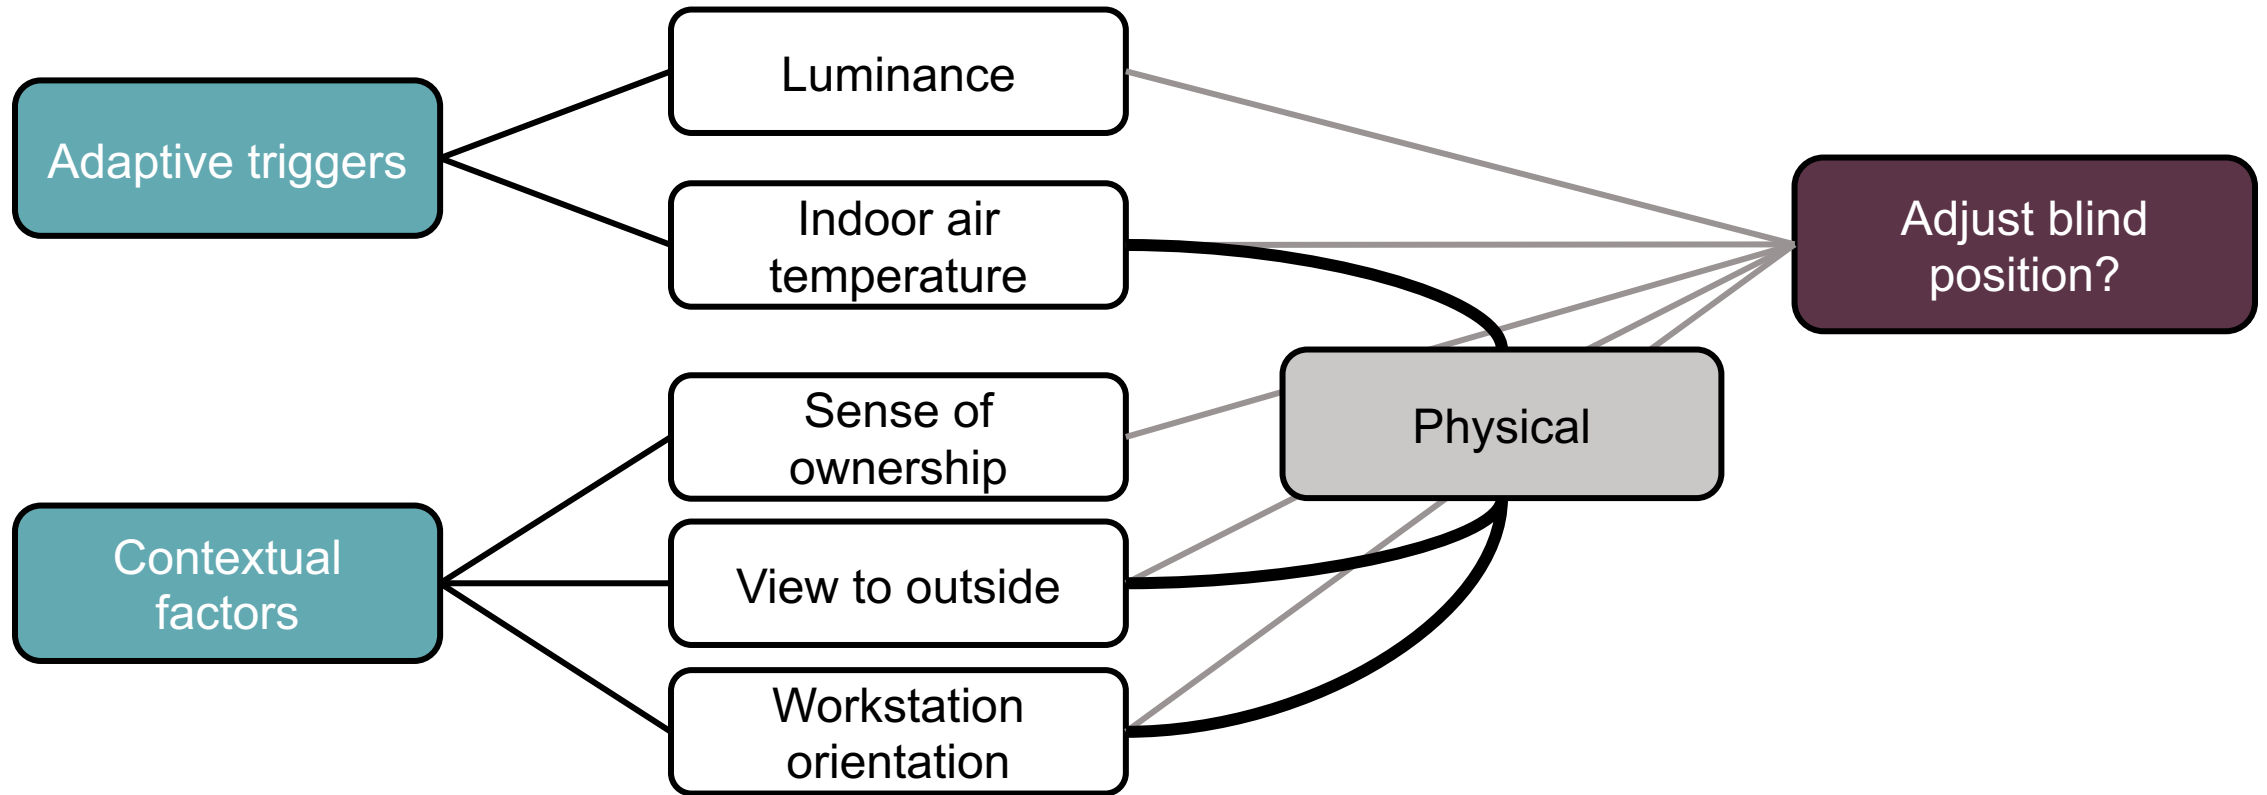 Adaptive triggers
Luminance
Indoor air
temperature
Adjust blind
position?
Physical
Contextual
factors
Sense of
ownership
View to outside
Workstation
orientation